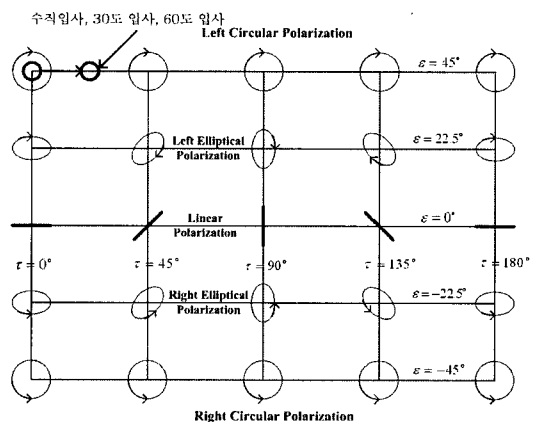 수직입사, 30도 입사, 60도 입사
Left Circular Polarization
ε = 45°
Left Elliptical
Polarization
ε = 22.5°
Linear
Polarization
ε = 0°
τ = 0°
τ = 45°
τ = 90°
τ = 135°
τ = 180°
Right Elliptical
Polarization
ε = -22.5°
ε = -45°
Right Circular Polarization